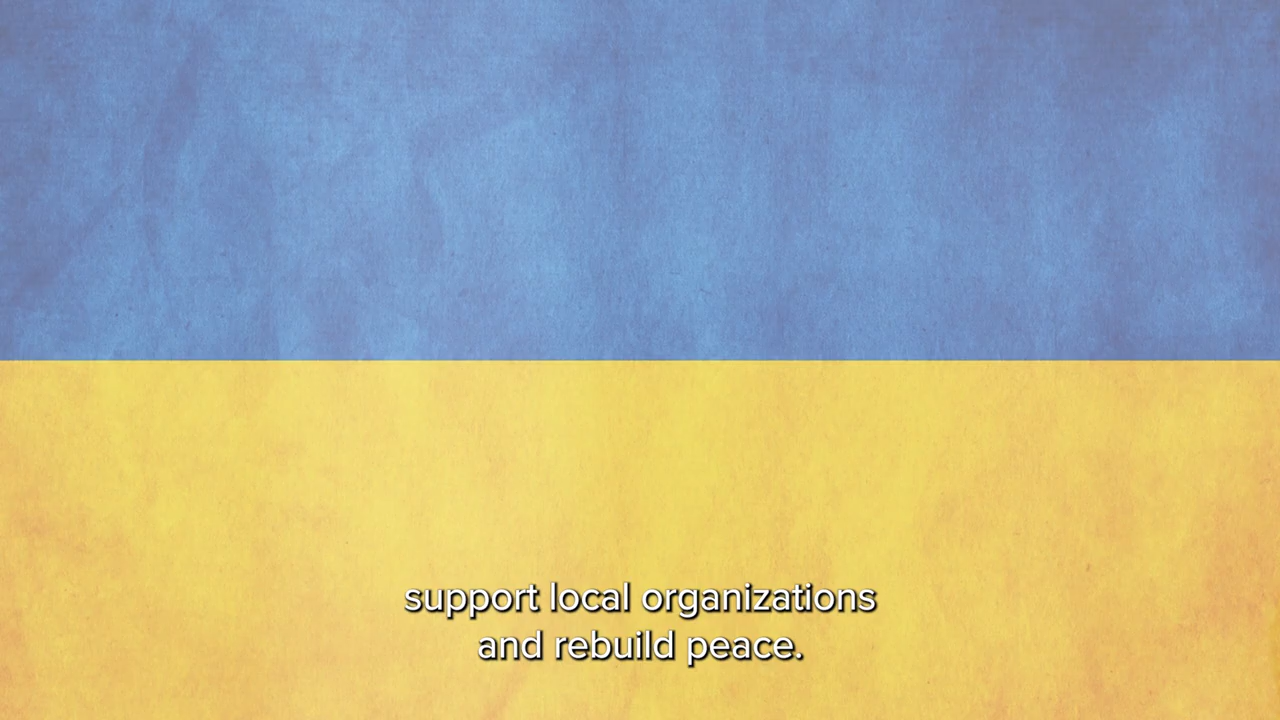 support local organizations
and rebuild peace.